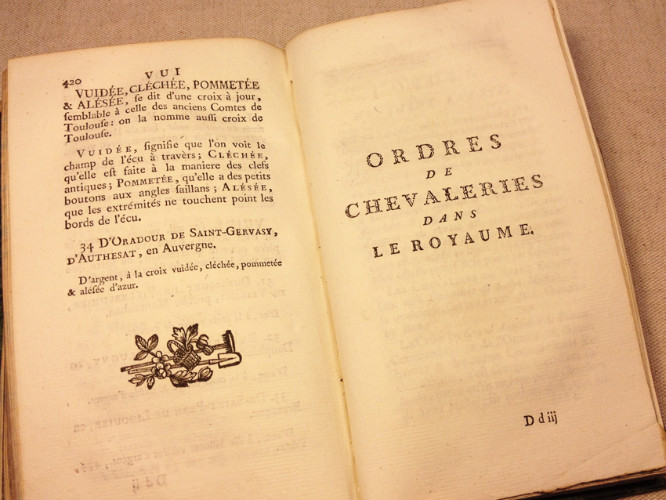 420
VUI
VUIDÉE, CLÉCHÉE, POMMETÉE
& ALÉSÉE, se dit d'une croix à jour,
semblable à celle des anciens Comtes de
Toulouse: on la nomme aussi croix de
Toulouse.
VUIDÉE, signifie que l'on voit le
champ de l'écu à travers; CLÉCHÉE,
qu'elle est faite à la maniere des clefs
antiques; POMMETÉE, qu'elle a des petits
boutons aux angles saillans; ALÉSÉE,
que les extrémités ne touchent point les
bords de l'écu.
34 D'ORADOUR DE SAINT-GERVASY,
D'AUTHESAT, en Auvergne.
D'argent, à la croix vuidée, cléchée, pommetée
& alésée d'azur.
ORDRES
DE
CHEVALERIES
DANS
LE ROYAUME.
D d iij